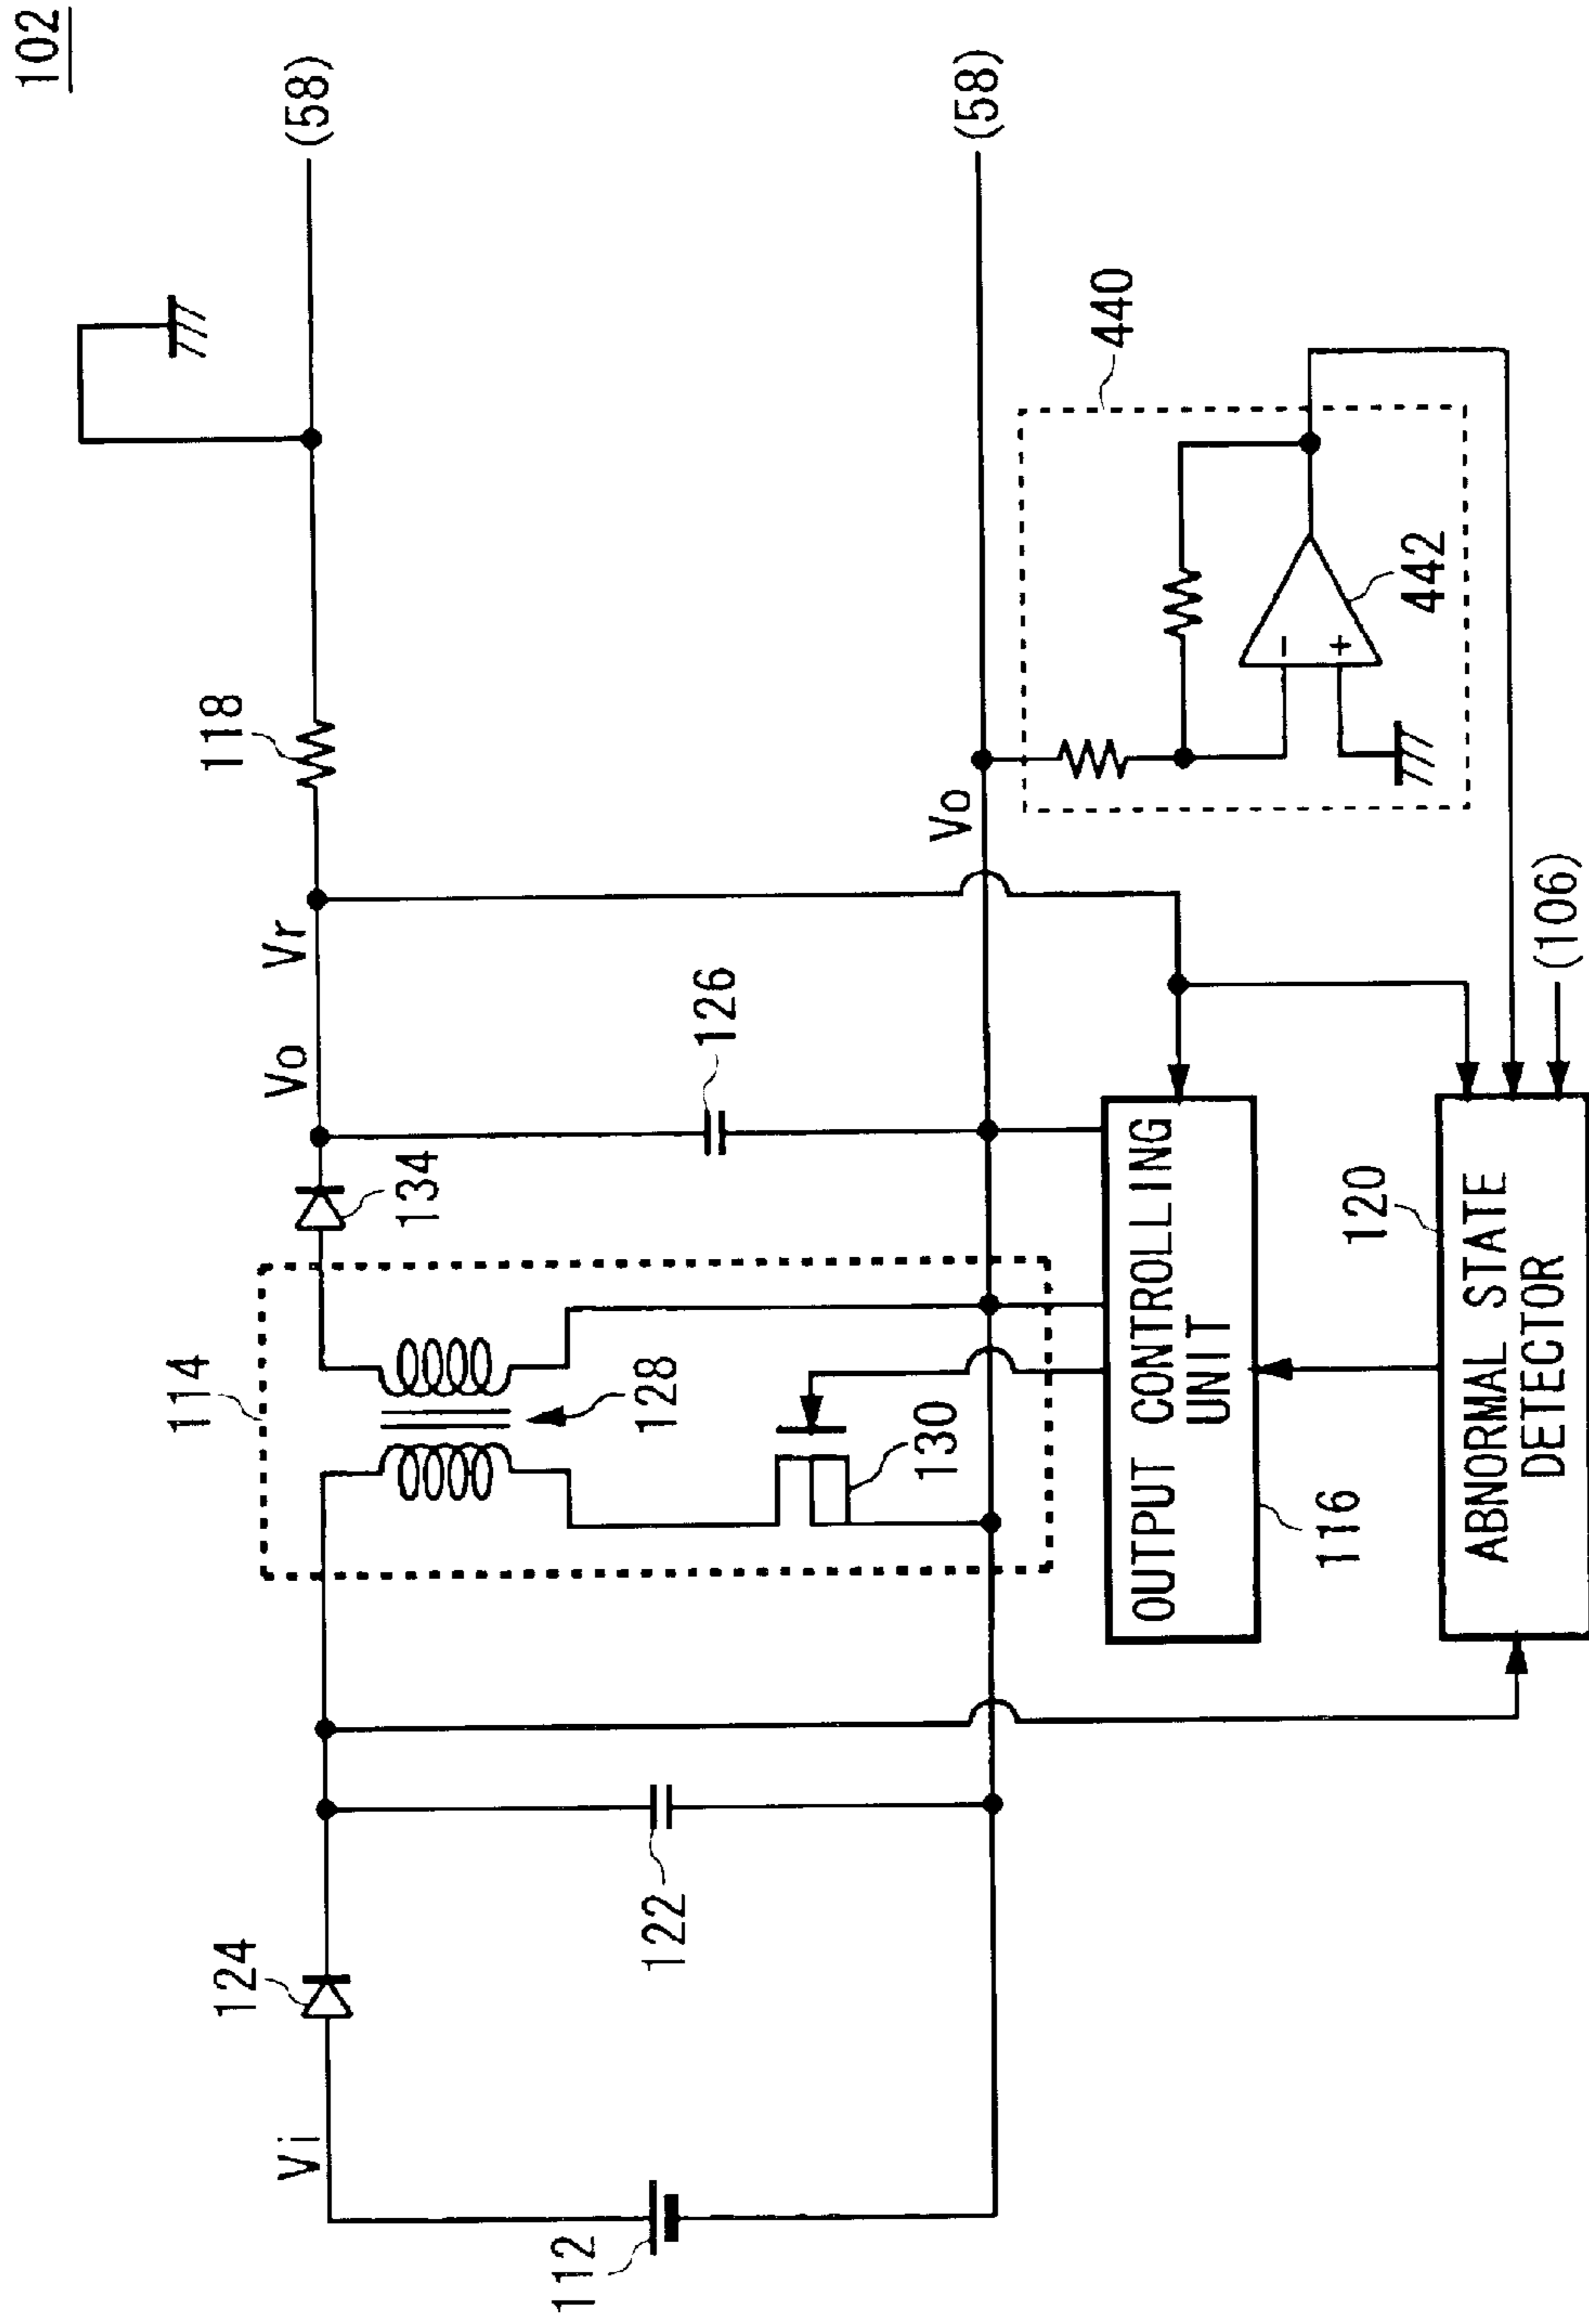 102
(58)
118
Vr
Vo
134
114
124
Vi
128
126
122
112
130
Vo
(58)
440
442
OUTPUT CONTROLLING
UNIT
116
120
ABNORMAL STATE
DETECTOR
(106)
-
+